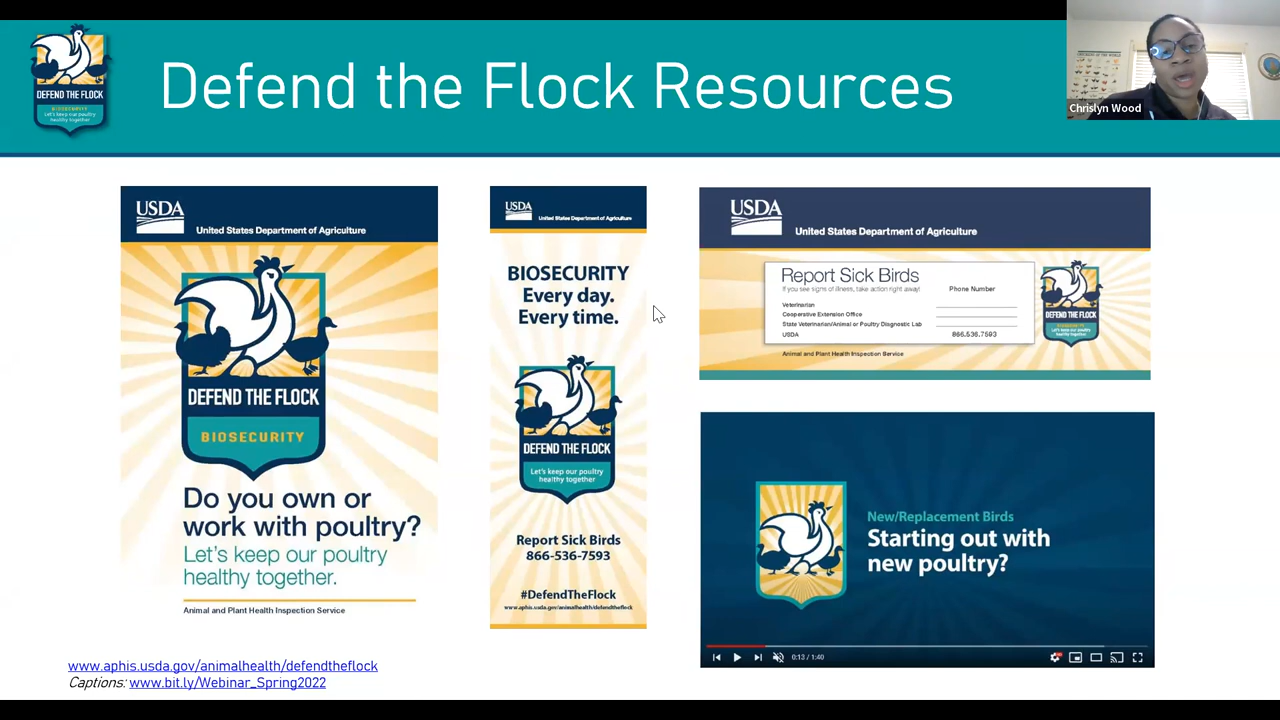 DEFEND THE FLOCK
BIOSECURITY
Let's keep our poultry
healthy together
Defend the Flock Resources
Chrislyn Wood
USDA
United States Department of Agriculture
DEFEND THE FLOCK
BIOSECURITY
Do you own or
work with poultry?
Let's keep our poultry
healthy together.
Animal and Plant Health Inspection Service
USDA
United States Department of Agriculture
BIOSECURITY
Every day.
Every time.
DEFEND THE FLOCK
Let's keep our poultry
healthy together
Report Sick Birds
866-536-7593
#DefendTheFlock
www.aphis.usda.gov/animalhealth/defendtheflock
USDA
United States Department of Agriculture
Report Sick Birds
If you see signs of illness, take action right away!
Phone Number
Veterinarian
Cooperative Extension Office
State Veterinarian/Animal or Poultry Diagnostic Lab
USDA 866.536.7593
Animal and Plant Health Inspection Service
DEFEND THE FLOCK
New/Replacement Birds
Starting out with
new poultry?
0:13 / 1:40
www.aphis.usda.gov/animalhealth/defendtheflock
Captions: www.bit.ly/Webinar_Spring2022